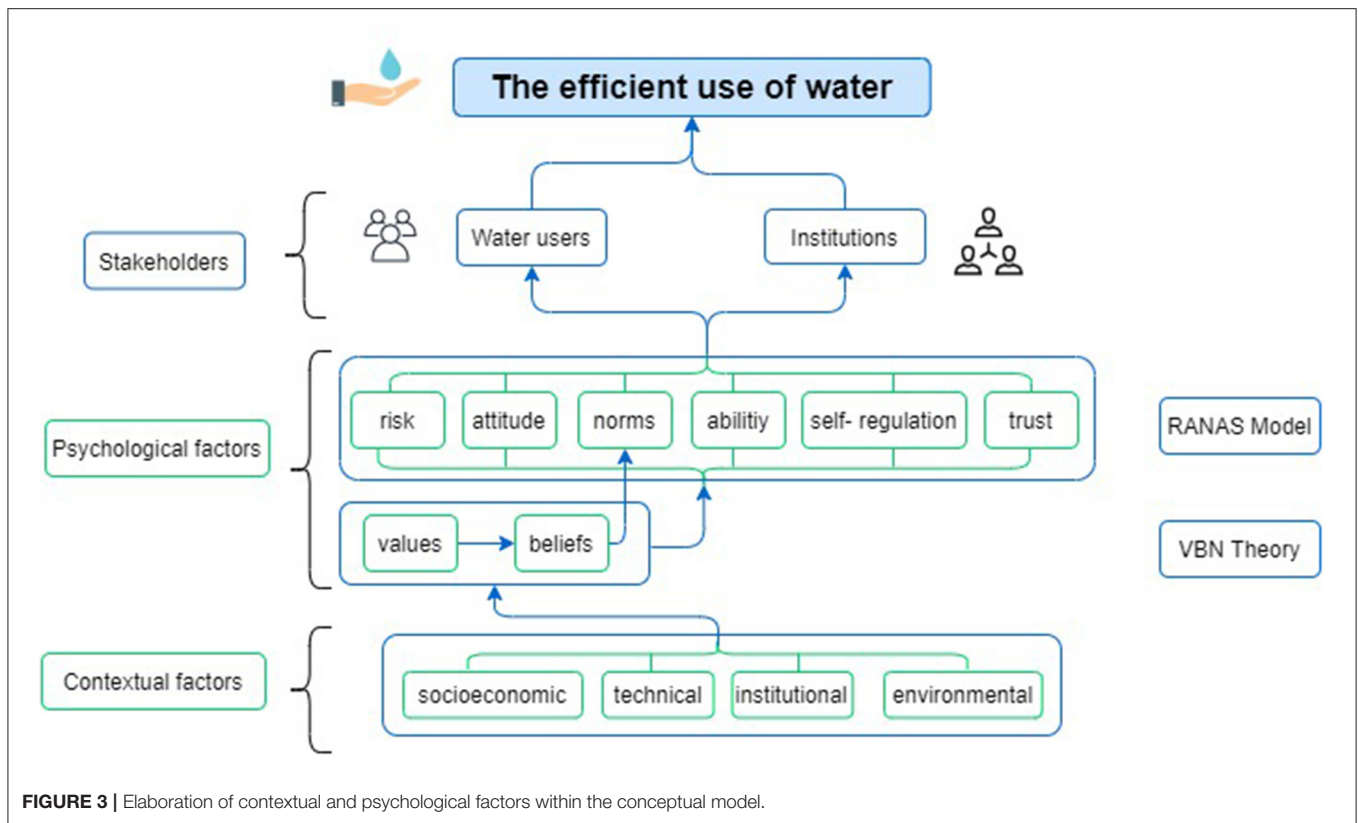 The efficient use of water
Water users
Institutions
Stakeholders
risk
attitude
norms
abilitiy
self- regulation
trust
Psychological factors
RANAS Model
values
beliefs
VBN Theory
Contextual factors
socioeconomic
technical
institutional
environmental
FIGURE 3 | Elaboration of contextual and psychological factors within the conceptual model.